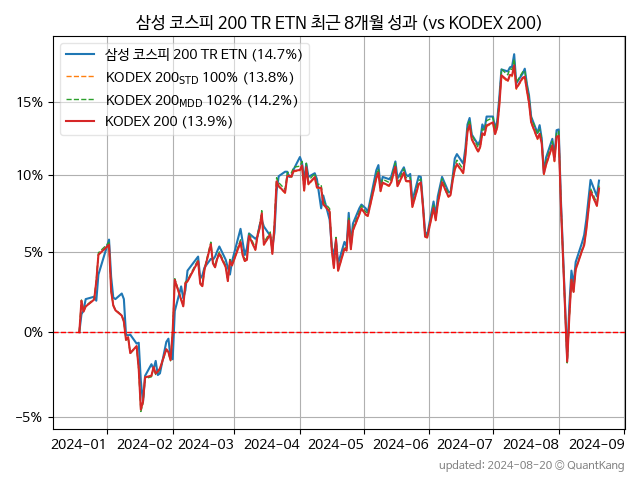 삼성 코스피 200 TR ETN 최근 8개월 성과 (vs KODEX 200)
삼성 코스피 200 TR ETN (14.7%)
KODEX 200STD 100% (13.8%)
KODEX 200MDD 102% (14.2%)
KODEX 200 (13.9%)
15%
10%
5%
0%
−5%
2024-01 2024-02 2024-03 2024-04 2024-05 2024-06 2024-07 2024-08 2024-09
updated: 2024-08-20 © QuantKang